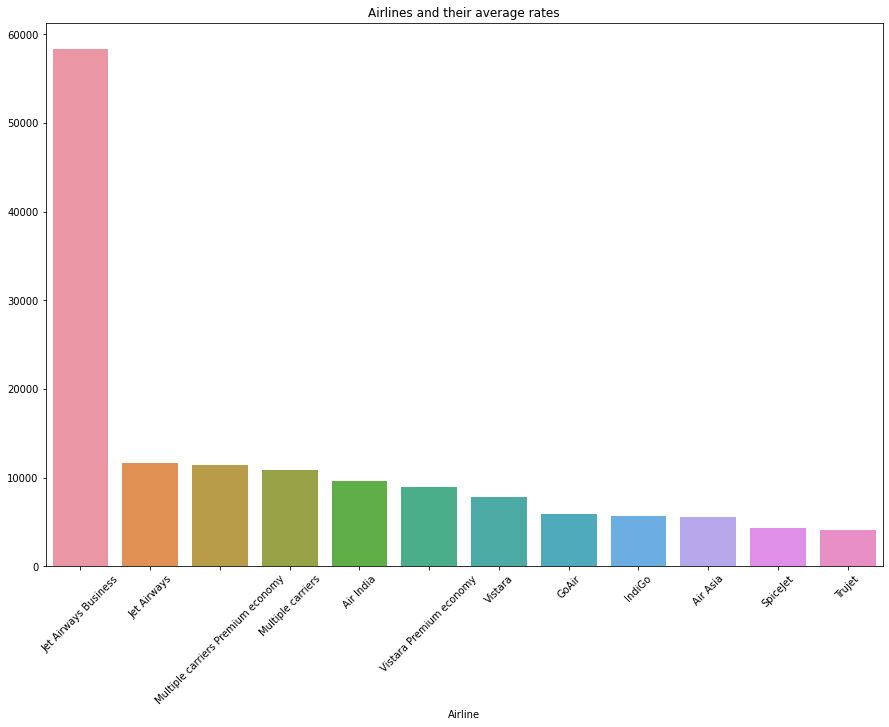 Airlines and their average rates
60000
50000
40000
30000
20000
10000
0
Jet Airways Business
Jet Airways
Multiple carriers Premium economy
Multiple carriers
Air India
Vistara Premium economy
Vistara
GoAir
IndiGo
Air Asia
SpiceJet
Trujet
Airline